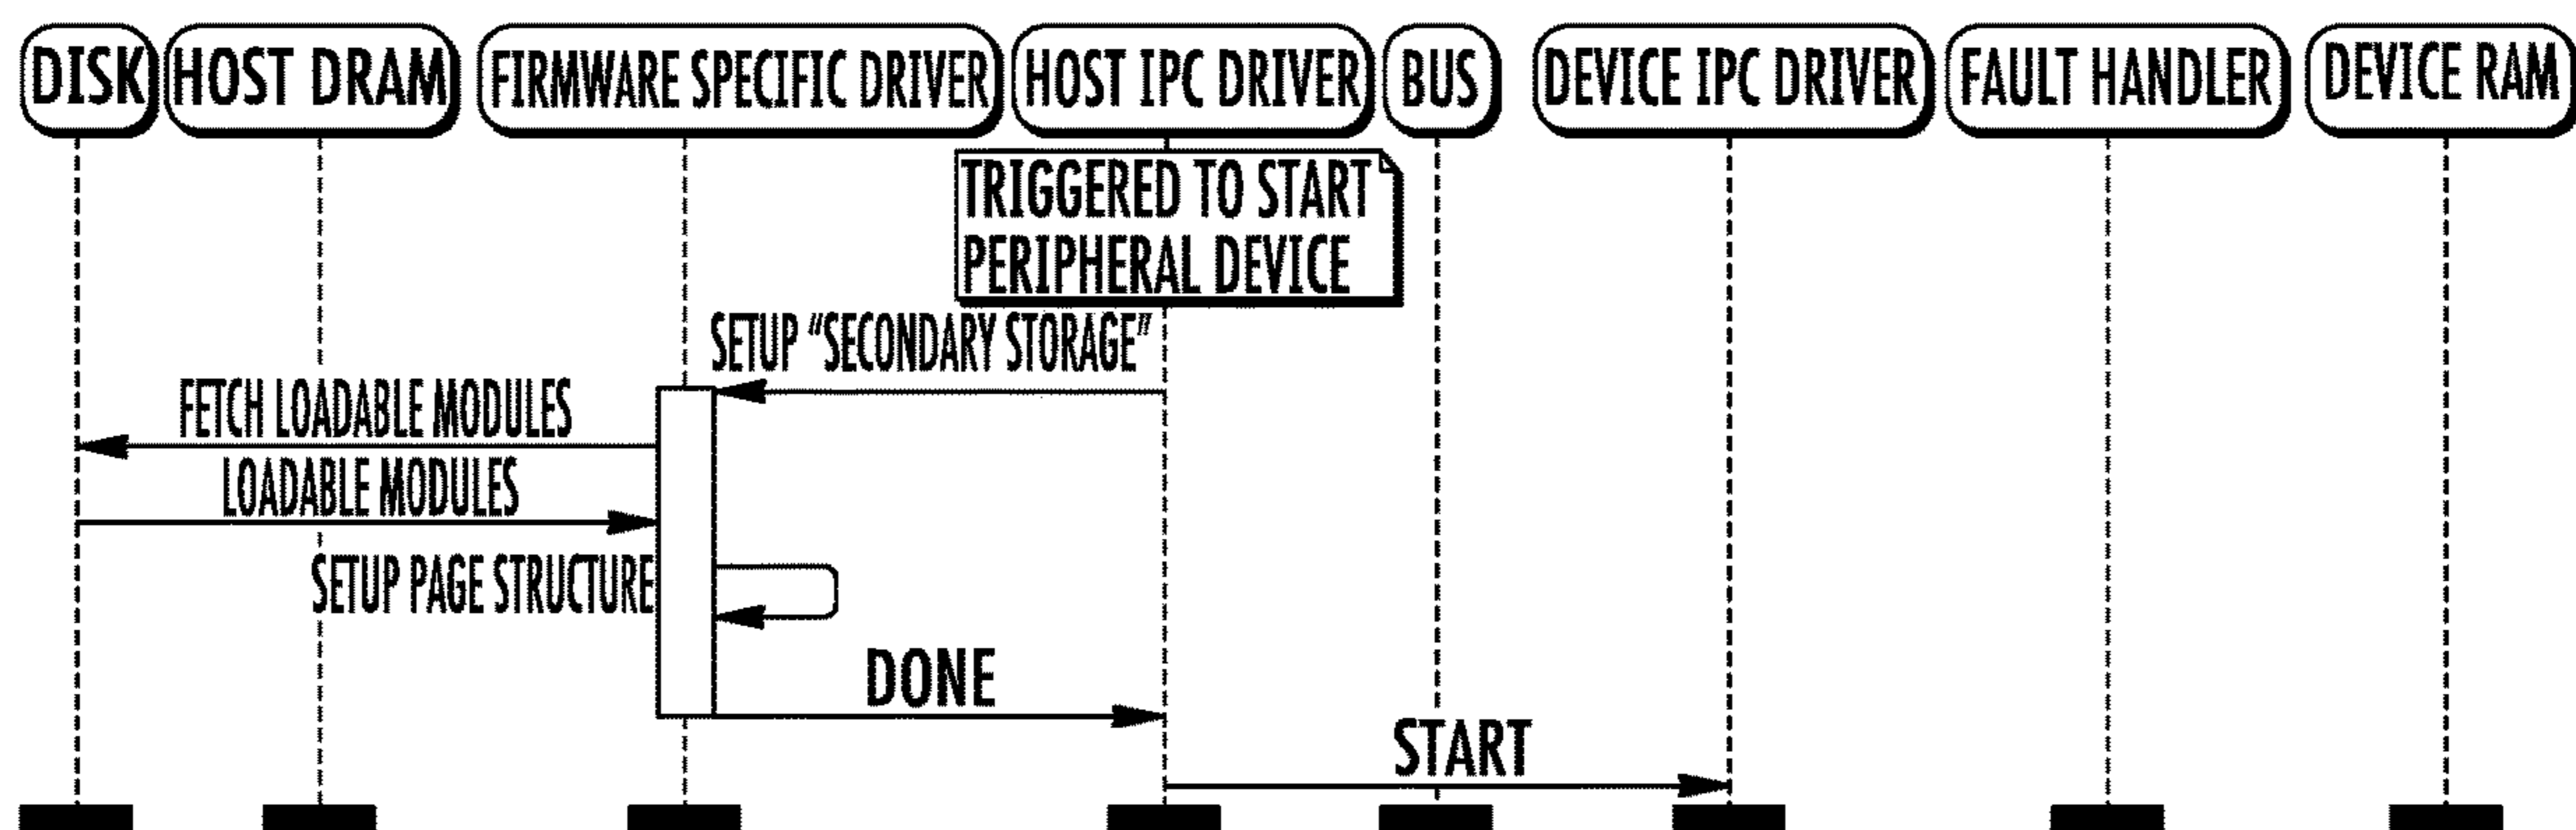 DISK
HOST DRAM
FIRMWARE SPECIFIC DRIVER
HOST IPC DRIVER
BUS
DEVICE IPC DRIVER
FAULT HANDLER
DEVICE RAM
TRIGGERED TO START
PERIPHERAL DEVICE
SETUP “SECONDARY STORAGE”
FETCH LOADABLE MODULES
LOADABLE MODULES
SETUP PAGE STRUCTURE
DONE
START